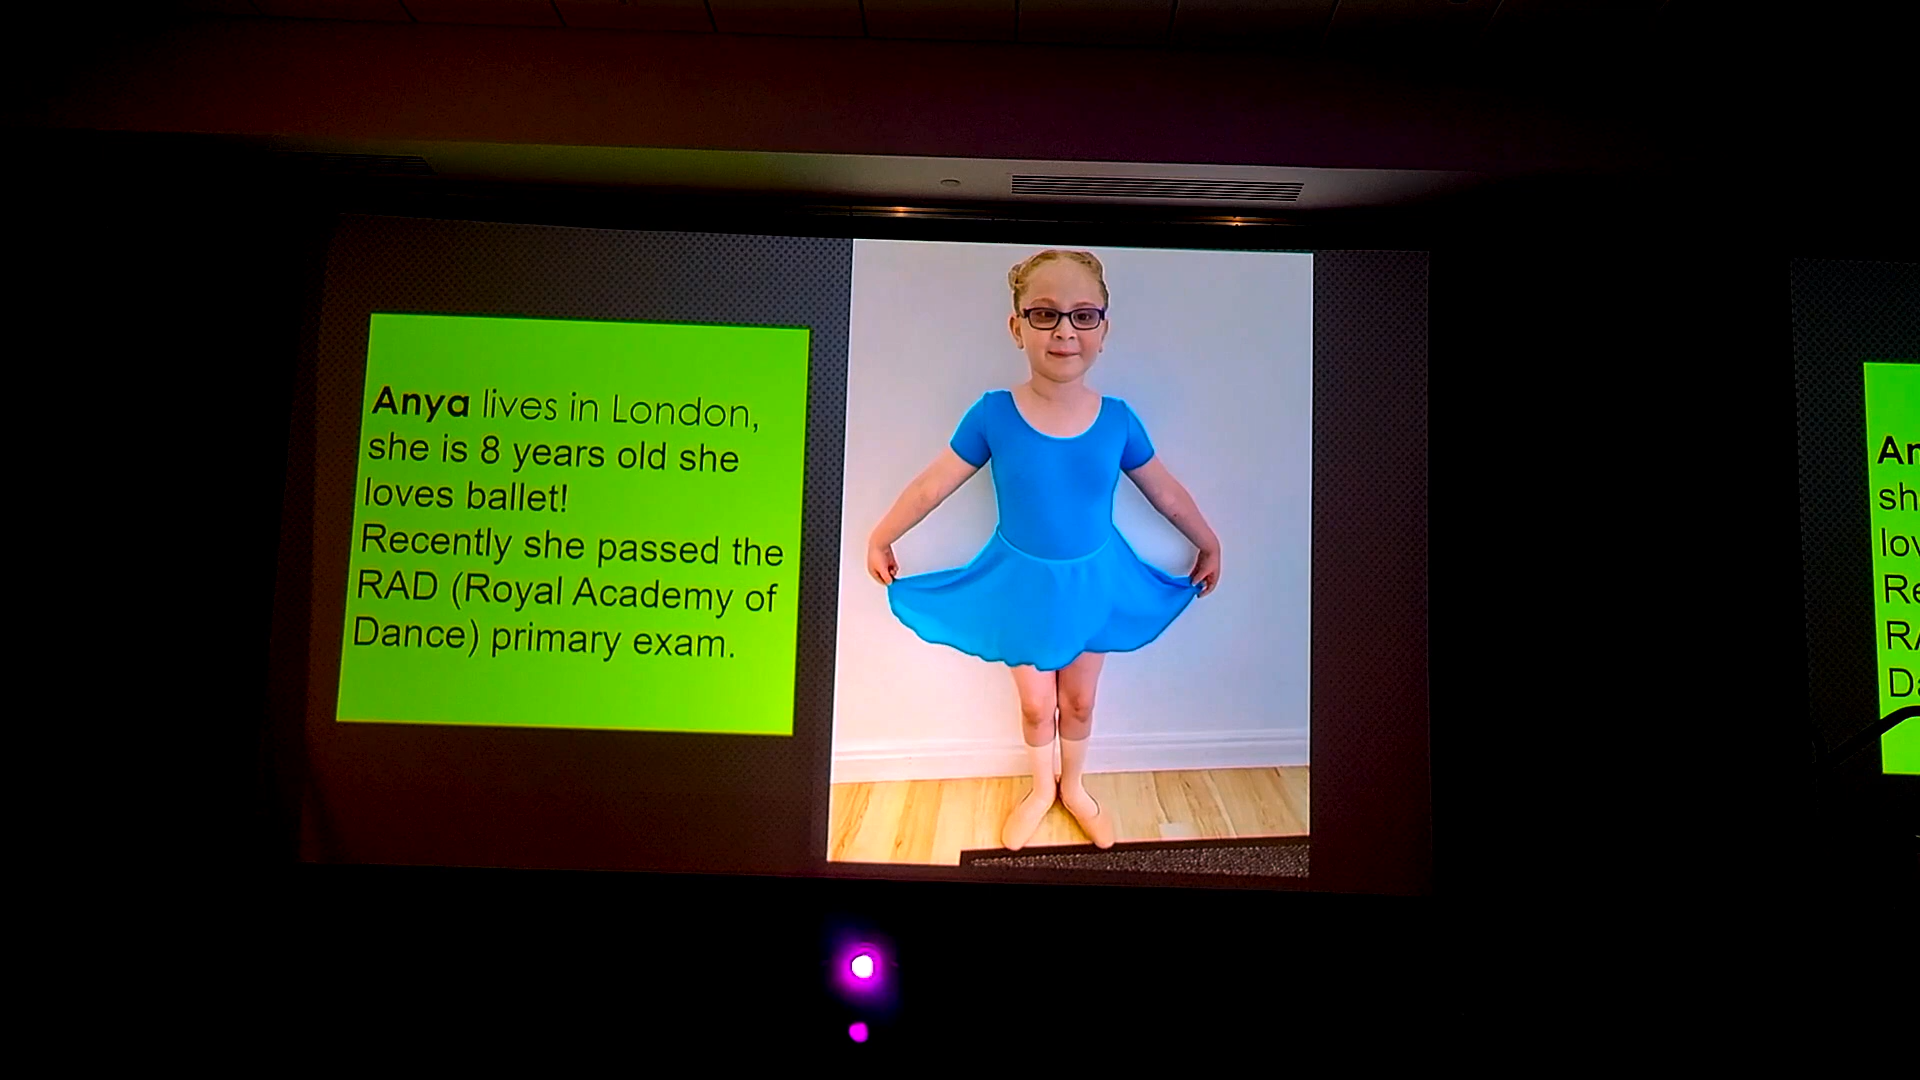 Anya lives in London,
she is 8 years old she
loves ballet!
Recently she passed the
RAD (Royal Academy of
Dance) primary exam.